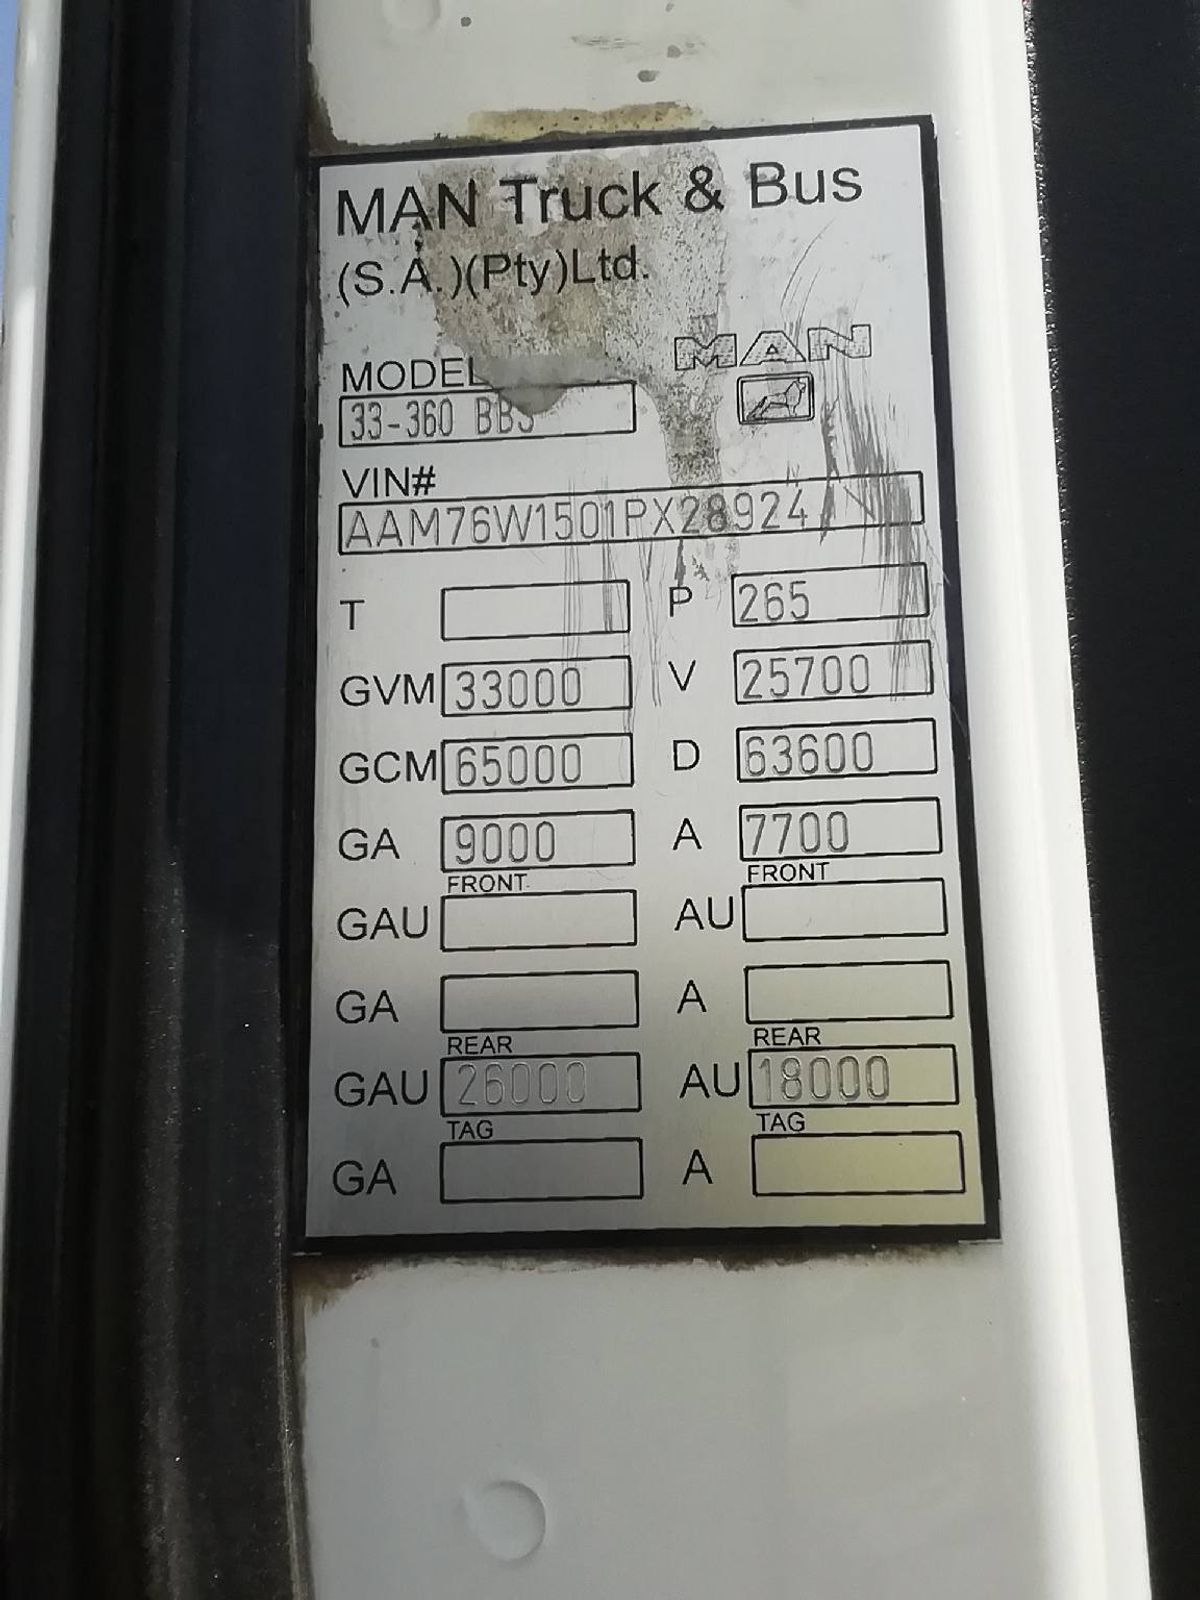 MAN Truck & Bus
(S.A.)(Pty)Ltd.
MAN
MODEL
33-360 BBS
VIN#
AAM76W1501PX28924
T P 265
GVM 33000 V 25700
GCM 65000 D 63600
GA 9000 A 7700
FRONT FRONT
GAU AU
GA A
REAR REAR
GAU 26000 AU 18000
TAG TAG
GA A